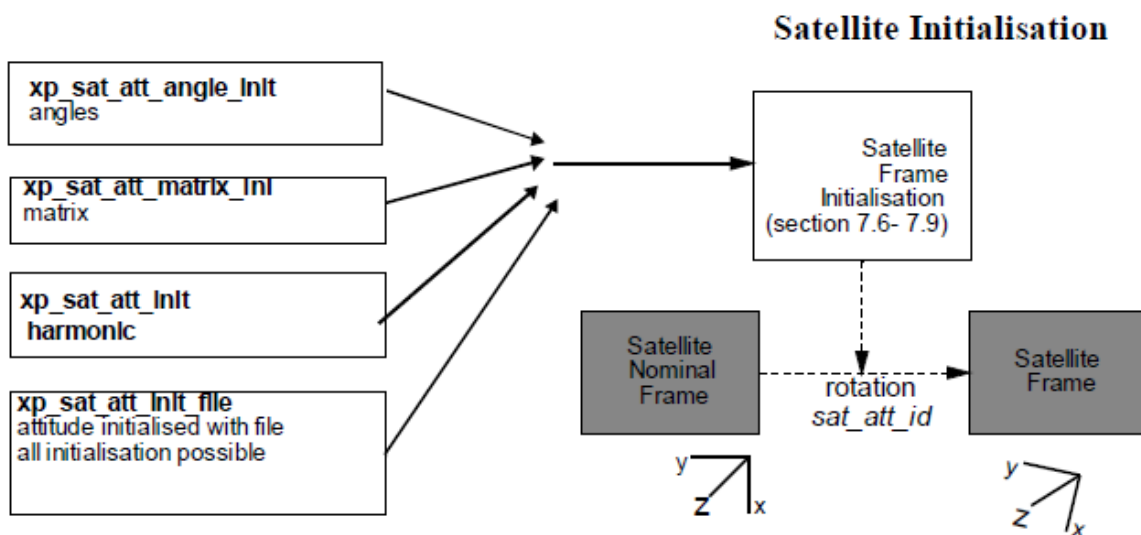 Satellite Initialisation
xp_sat_att_angle_init
angles
xp_sat_att_matrix_ini
matrix
xp_sat_att_init
harmonic
xp_sat_att_init_file
attitude initialised with file
all initialisation possible
Satellite
Frame
Initialisation
(section 7.6- 7.9)
Satellite
Nominal
Frame
rotation
sat_att_id
Satellite
Frame
y
z
x
y
z
x